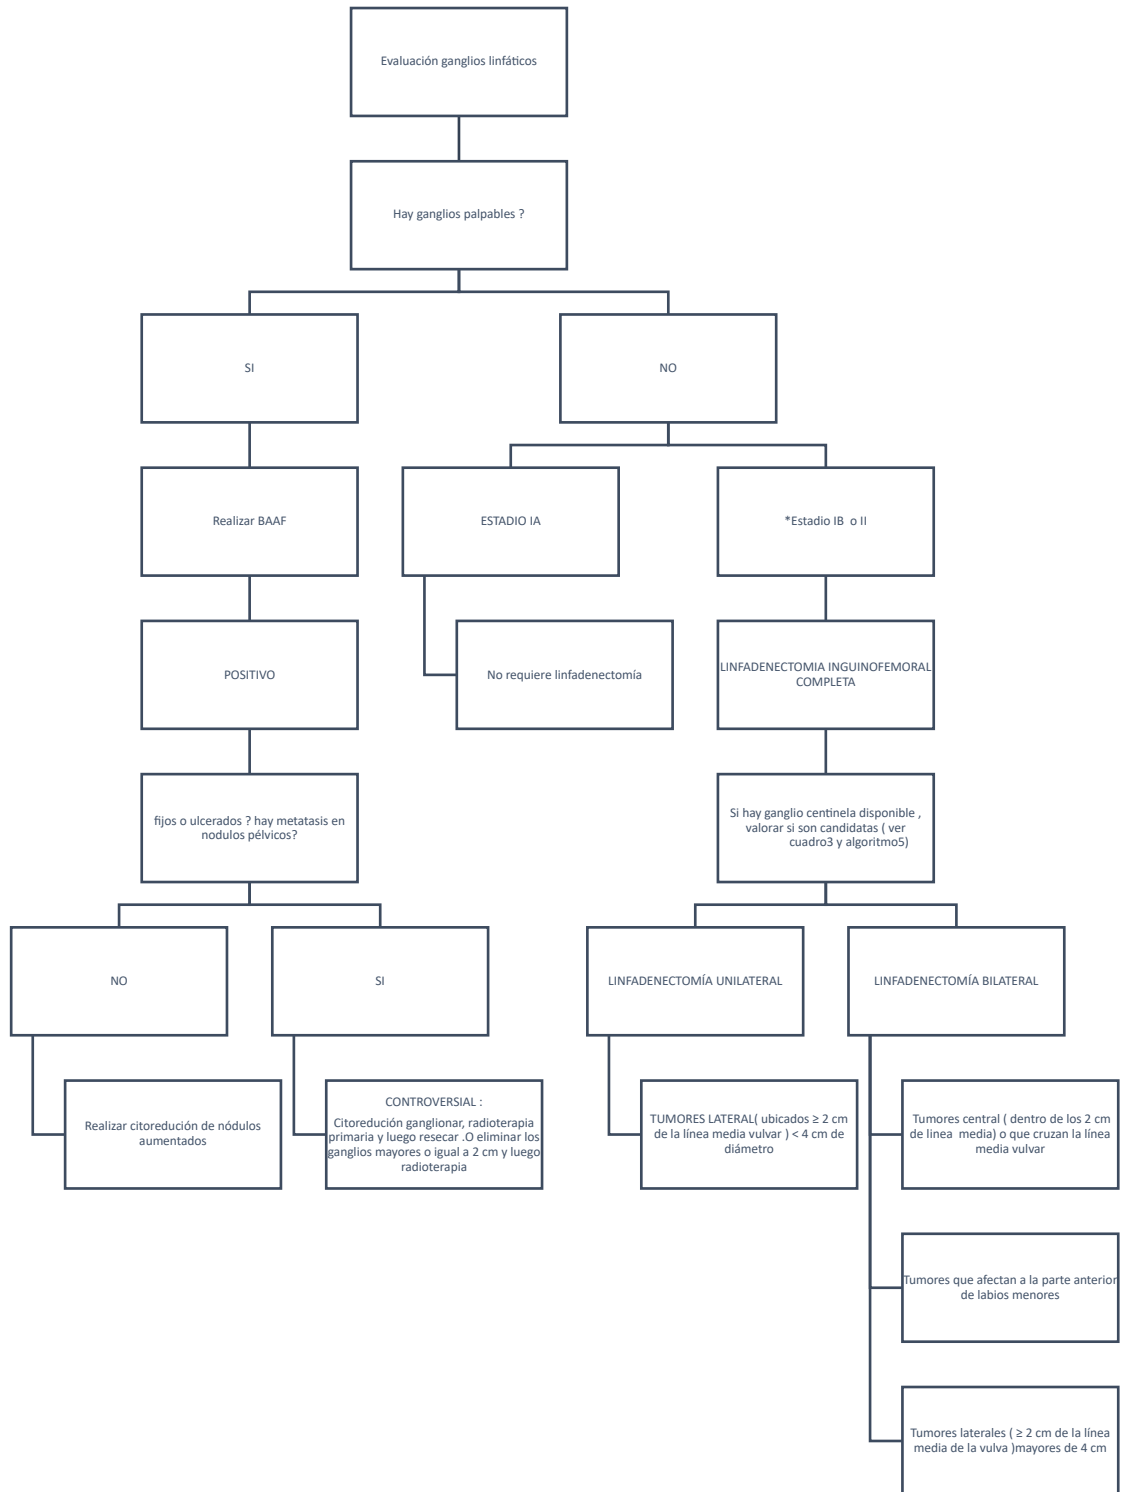 Evaluación ganglios linfáticos
Hay ganglios palpables ?
SI
NO
Realizar BAAF
ESTADIO IA
*Estadio IB o II
POSITIVO
No requiere linfadenectomía
LINFADENECTOMIA INGUINOFEMORAL
COMPLETA
fijos o ulcerados ? hay metatasis en
nodulos pélvicos?
Si hay ganglio centinela disponible ,
valorar si son candidatas ( ver
cuadro3 y algoritmo5)
NO
SI
LINFADENECTOMÍA UNILATERAL
LINFADENECTOMÍA BILATERAL
Realizar citoredución de nódulos
aumentados
CONTROVERSIAL :
Citoredución ganglionar, radioterapia
primaria y luego resecar .O eliminar los
ganglios mayores o igual a 2 cm y luego
radioterapia
TUMORES LATERAL( ubicados ≥ 2 cm
de la línea media vulvar ) < 4 cm de
diámetro
Tumores central ( dentro de los 2 cm
de linea media) o que cruzan la línea
media vulvar
Tumores que afectan a la parte anterior
de labios menores
Tumores laterales ( ≥ 2 cm de la línea
media de la vulva )mayores de 4 cm